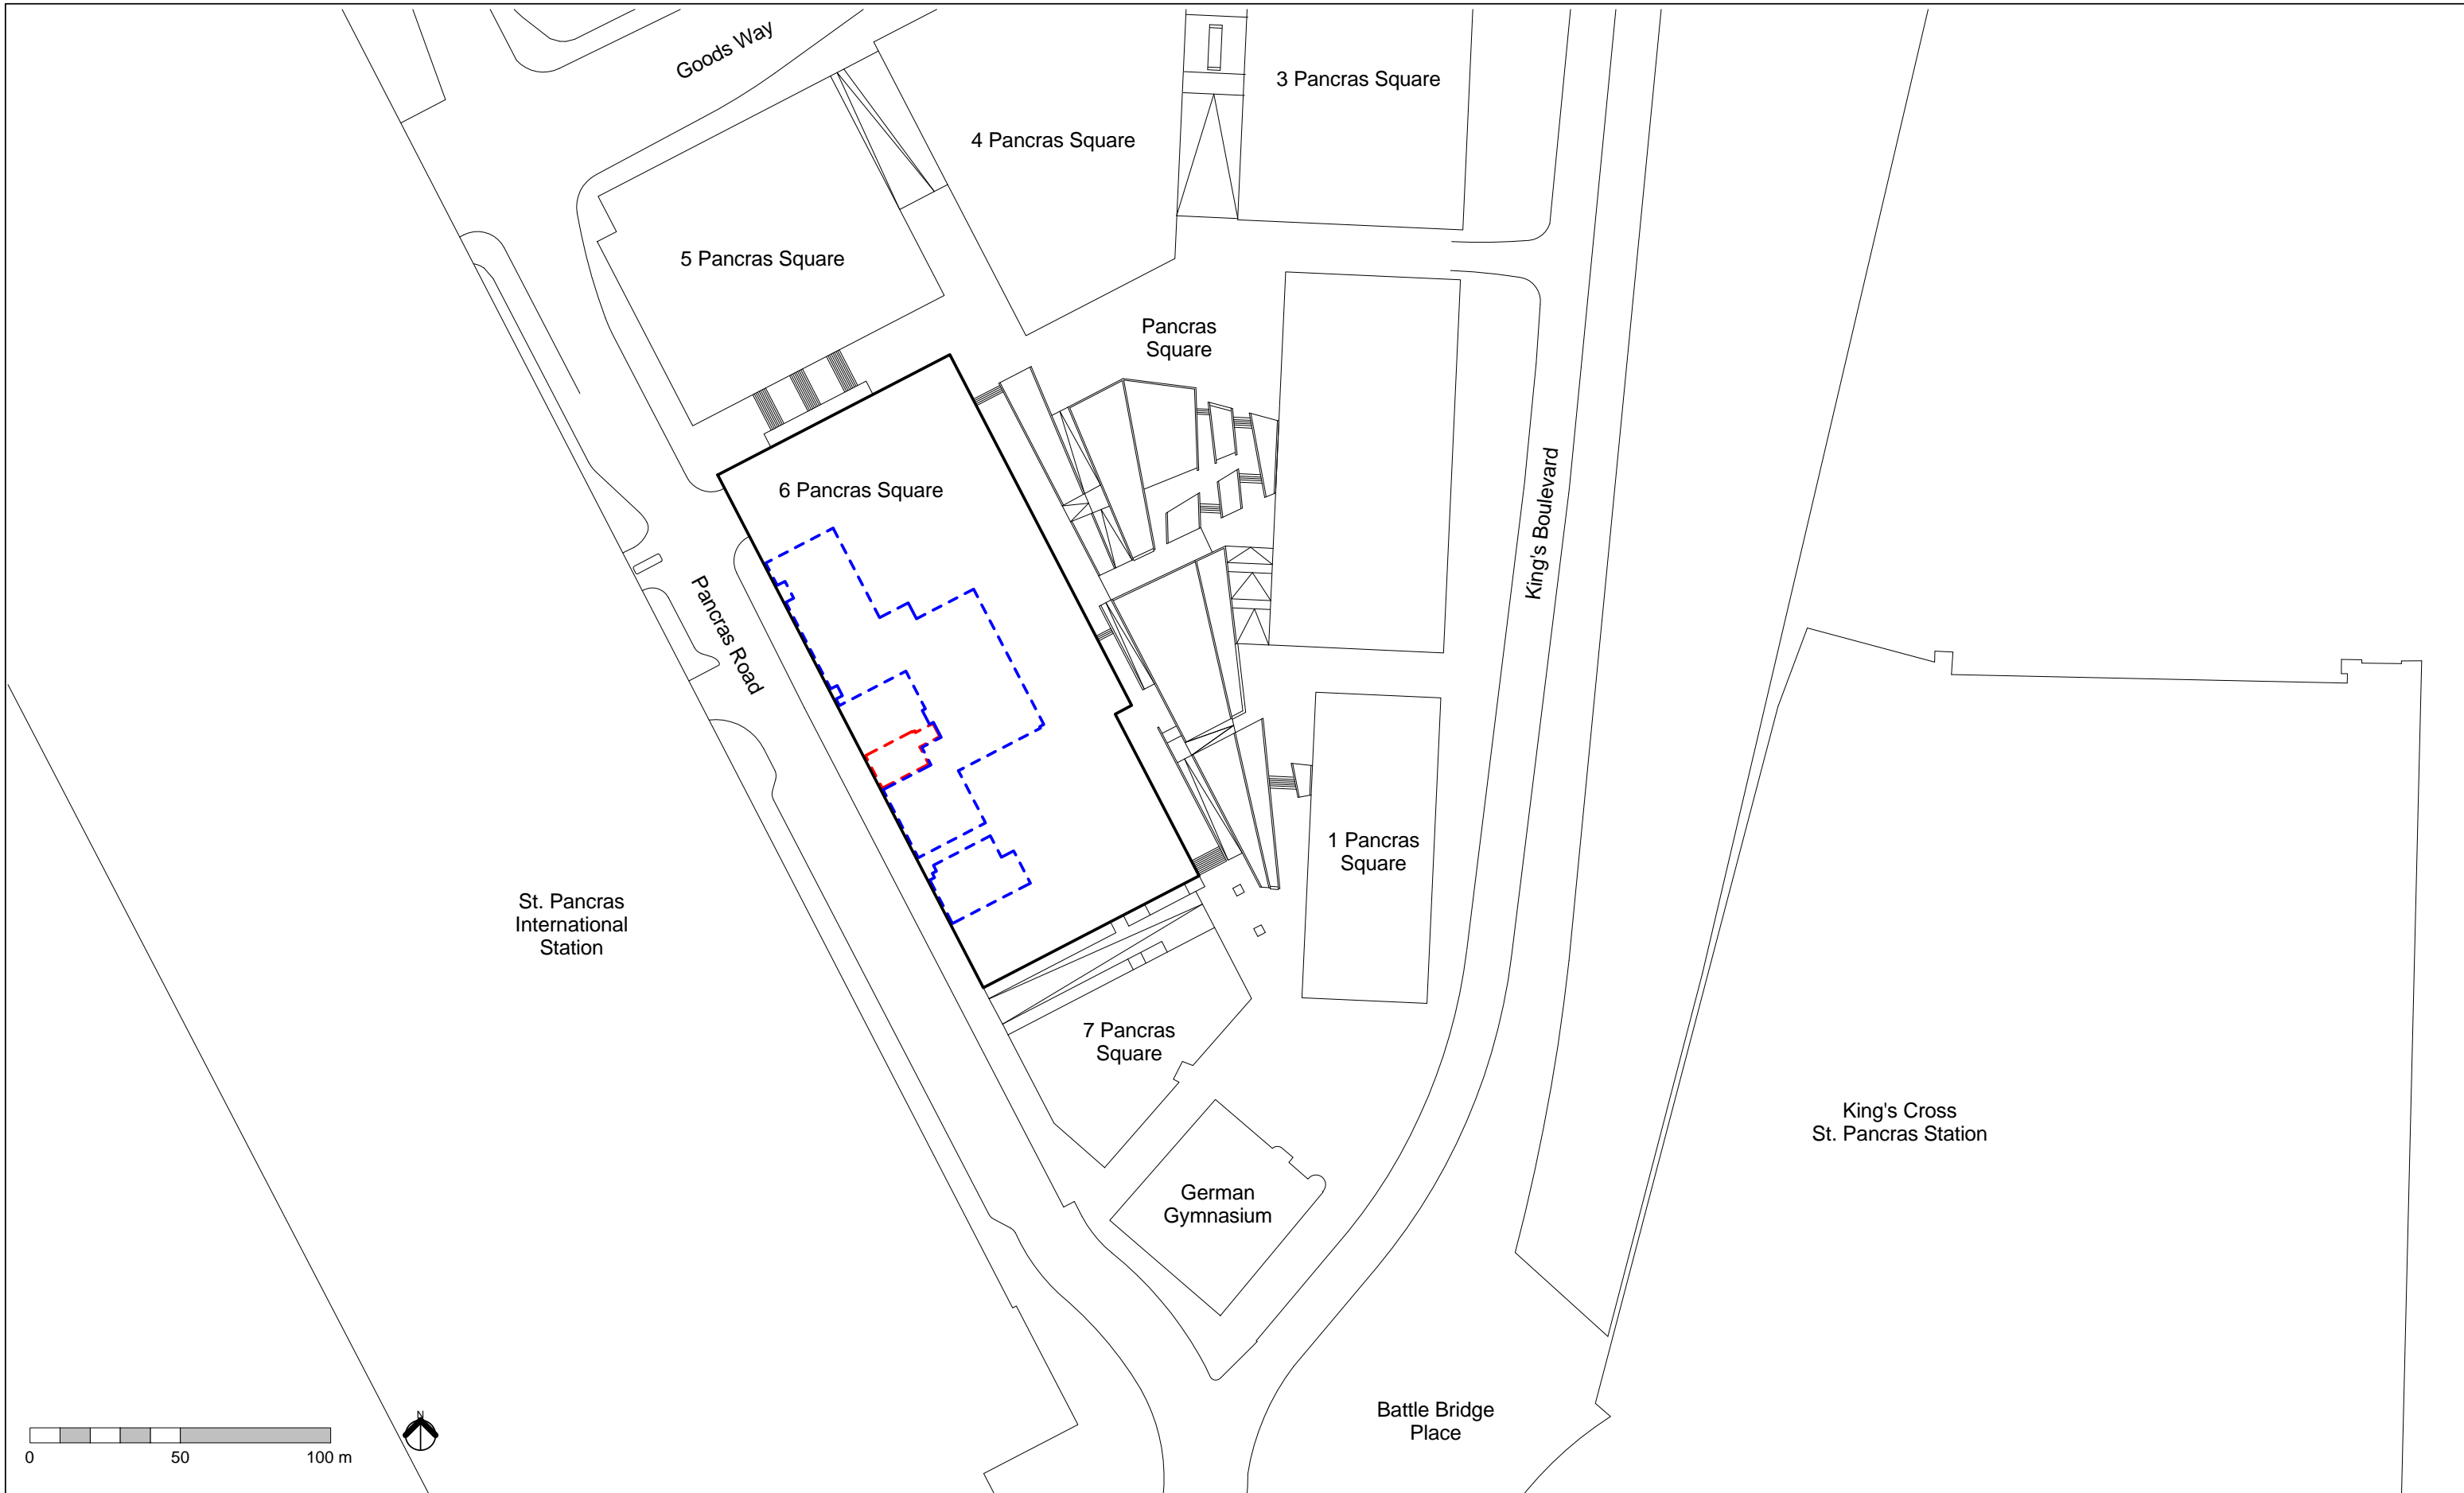 Goods Way
3 Pancras Square
4 Pancras Square
5 Pancras Square
Pancras
Square
6 Pancras Square
King's Boulevard
Pancras Road
1 Pancras
Square
St. Pancras
International
Station
7 Pancras
Square
King's Cross
St. Pancras Station
German
Gymnasium
Battle Bridge
Place
N
0 50 100 m